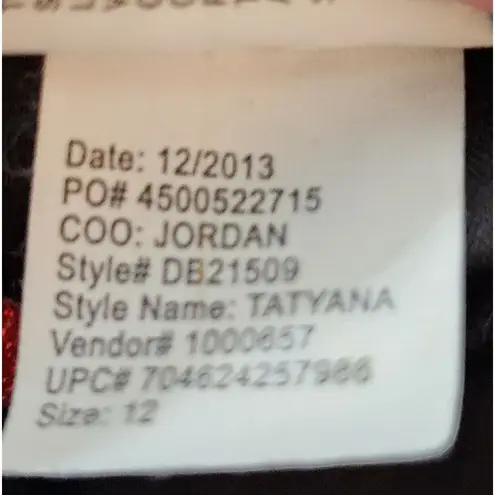 Date: 12/2013
PO# 4500522715
COO: JORDAN
Style# DB21509
Style Name: TATYANA
Vendor# 1000657
UPC# 704624257966
Size: 12